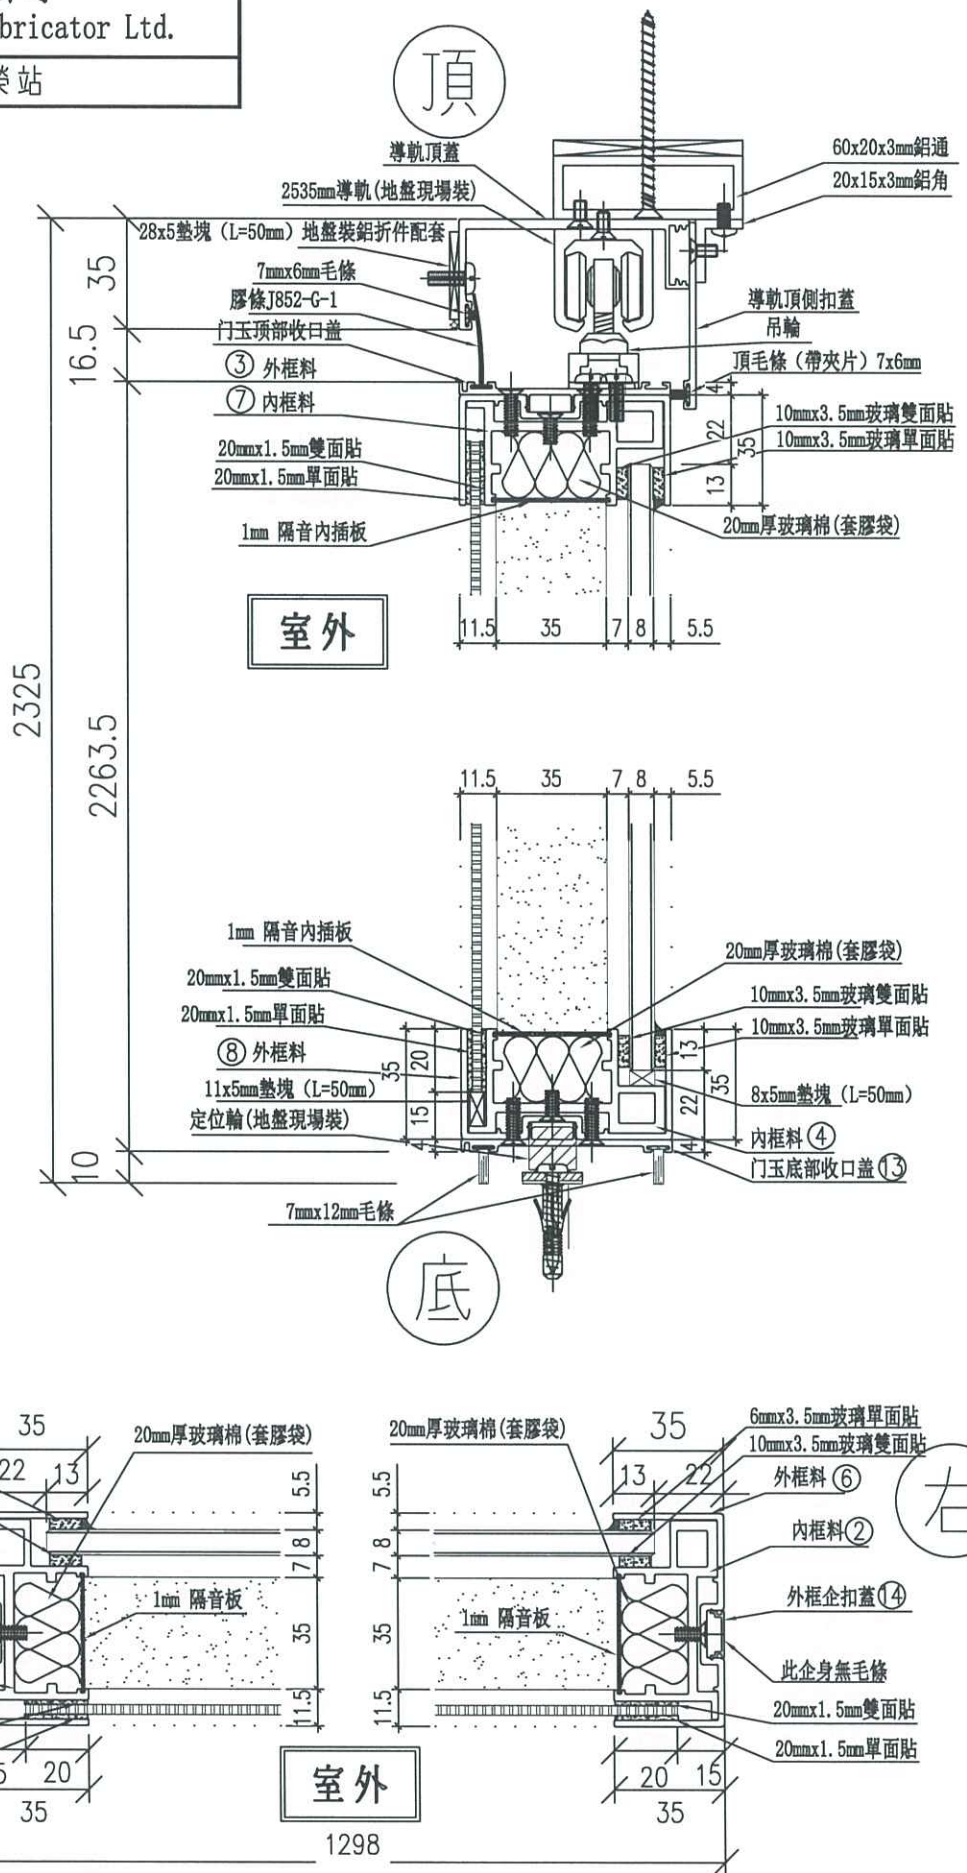 bricator Ltd.
榮站
頂
導軌頂蓋
2535mm導軌(地盤現場裝)
28x5墊塊 (L=50mm) 地盤裝鋁折件配套
7mmx6mm毛條
膠條J852-G-1
门玉顶部收口盖
③ 外框料
⑦ 內框料
20mmx1.5mm雙面貼
20mmx1.5mm單面貼
1mm 隔音內插板
60x20x3mm鋁通
20x15x3mm鋁角
導軌頂側扣蓋
吊輪
頂毛條 (帶夾片) 7x6mm
10mmx3.5mm玻璃雙面貼
10mmx3.5mm玻璃單面貼
20mm厚玻璃棉(套膠袋)
4
22
13
35
35
16.5
2325
2263.5
10
室外
11.5 35 7 8 5.5
11.5 35 7 8 5.5
1mm 隔音內插板
20mmx1.5mm雙面貼
20mmx1.5mm單面貼
⑧ 外框料
11x5mm墊塊 (L=50mm)
定位輪(地盤現場裝)
7mmx12mm毛條
35
20
15
4
20mm厚玻璃棉(套膠袋)
10mmx3.5mm玻璃雙面貼
10mmx3.5mm玻璃單面貼
8x5mm墊塊 (L=50mm)
內框料④
门玉底部收口盖⑬
13
22
4
35
底
35
22 13
20mm厚玻璃棉(套膠袋)
1mm 隔音板
5.5
8
7
35
11.5
20
35
20mm厚玻璃棉(套膠袋)
1mm 隔音板
5.5
8
7
35
11.5
35
13 22
6mmx3.5mm玻璃單面貼
10mmx3.5mm玻璃雙面貼
外框料⑥
內框料②
外框企扣蓋⑭
此企身無毛條
20mmx1.5mm雙面貼
20mmx1.5mm單面貼
右
20 15
35
室外
1298